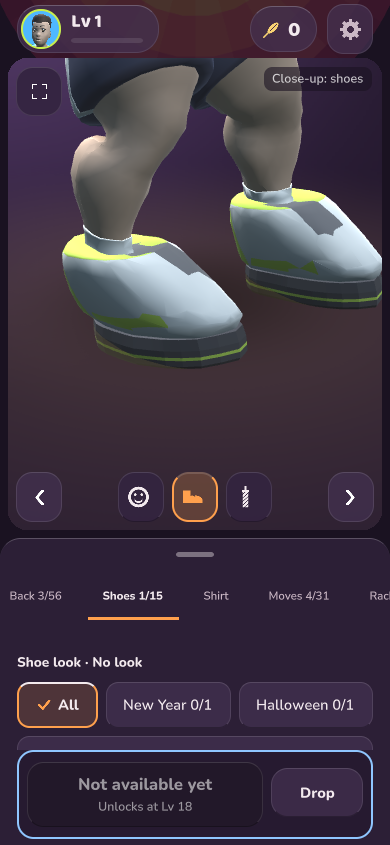 Lv 1
0
Close-up: shoes
Back 3/56
Shoes 1/15
Shirt
Moves 4/31
Rac
Shoe look · No look
All
New Year 0/1
Halloween 0/1
Not available yet
Unlocks at Lv 18
Drop